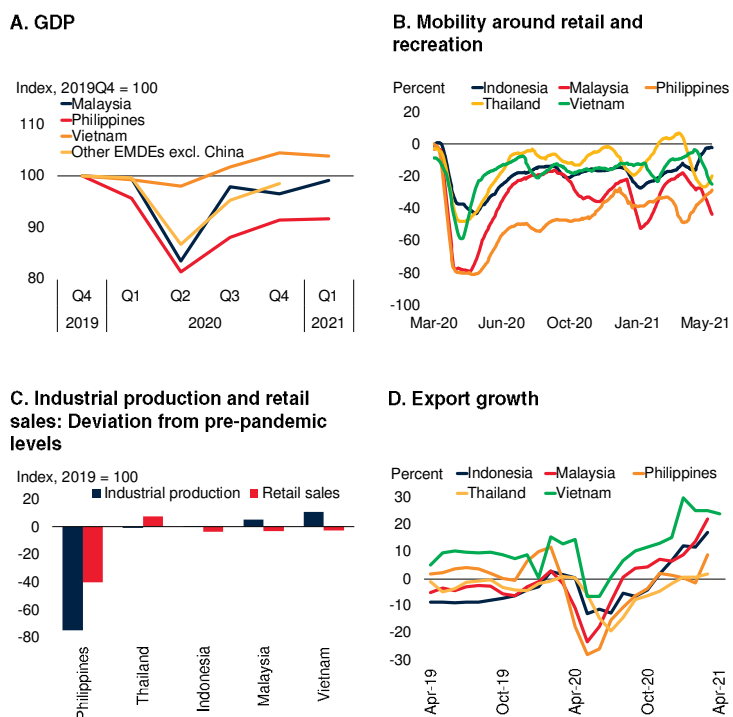 A. GDP
Index, 2019Q4 = 100
Malaysia
Philippines
Vietnam
Other EMDEs excl. China
110
100
90
80
Q4 Q1 Q2 Q3 Q4 Q1
2019 2020 2021
B. Mobility around retail and
recreation
Percent
Indonesia Malaysia Philippines
Thailand Vietnam
20
0
-20
-40
-60
-80
-100
Mar-20 Jun-20 Oct-20 Jan-21 May-21
C. Industrial production and retail
sales: Deviation from pre-pandemic
levels
Index, 2019 = 100
Industrial production Retail sales
20
0
-20
-40
-60
-80
Philippines
Thailand
Indonesia
Malaysia
Vietnam
D. Export growth
Percent
Indonesia Malaysia Philippines
Thailand Vietnam
30
20
10
0
-10
-20
-30
Apr-19
Oct-19
Apr-20
Oct-20
Apr-21